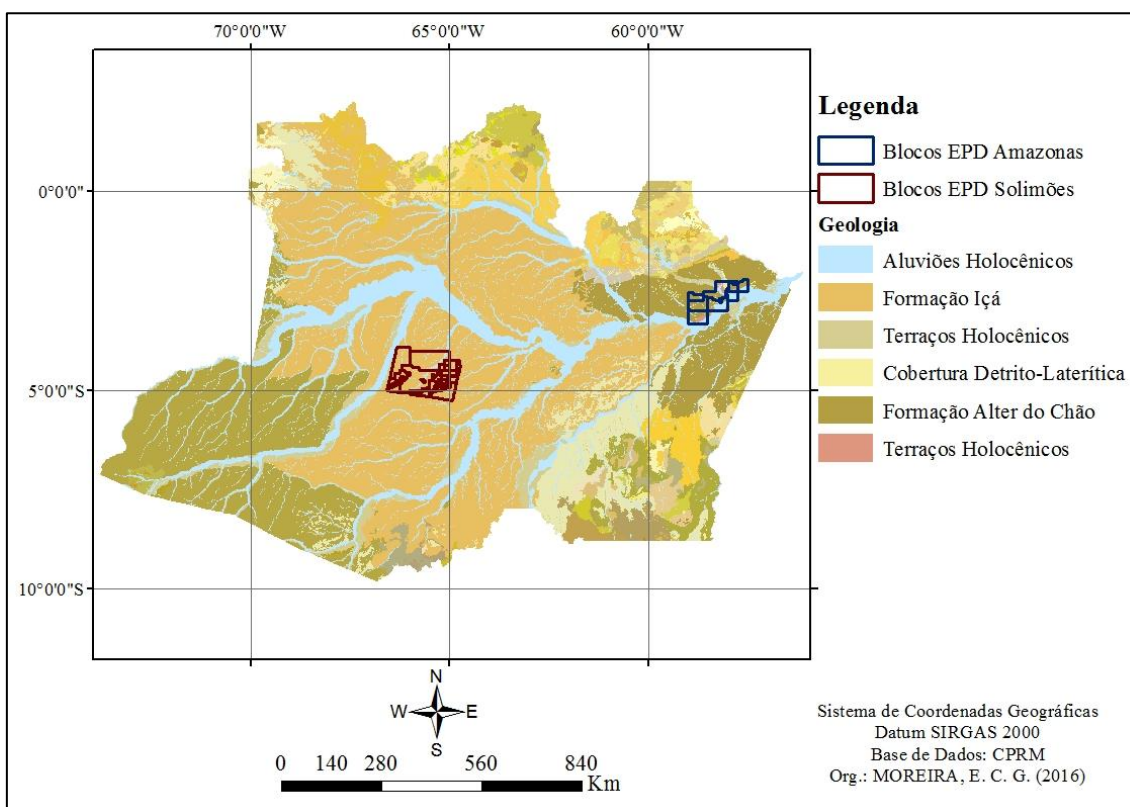 70°0'0"W 65°0'0"W 60°0'0"W
0°0'0"
5°0'0"S
10°0'0"S
Legenda
Blocos EPD Amazonas
Blocos EPD Solimões
Geologia
Aluviões Holocênicos
Formação Içá
Terraços Holocênicos
Cobertura Detrito-Laterítica
Formação Alter do Chão
Terraços Holocênicos
N
W E
S
0 140 280 560 840
Km
Sistema de Coordenadas Geográficas
Datum SIRGAS 2000
Base de Dados: CPRM
Org.: MOREIRA, E. C. G. (2016)